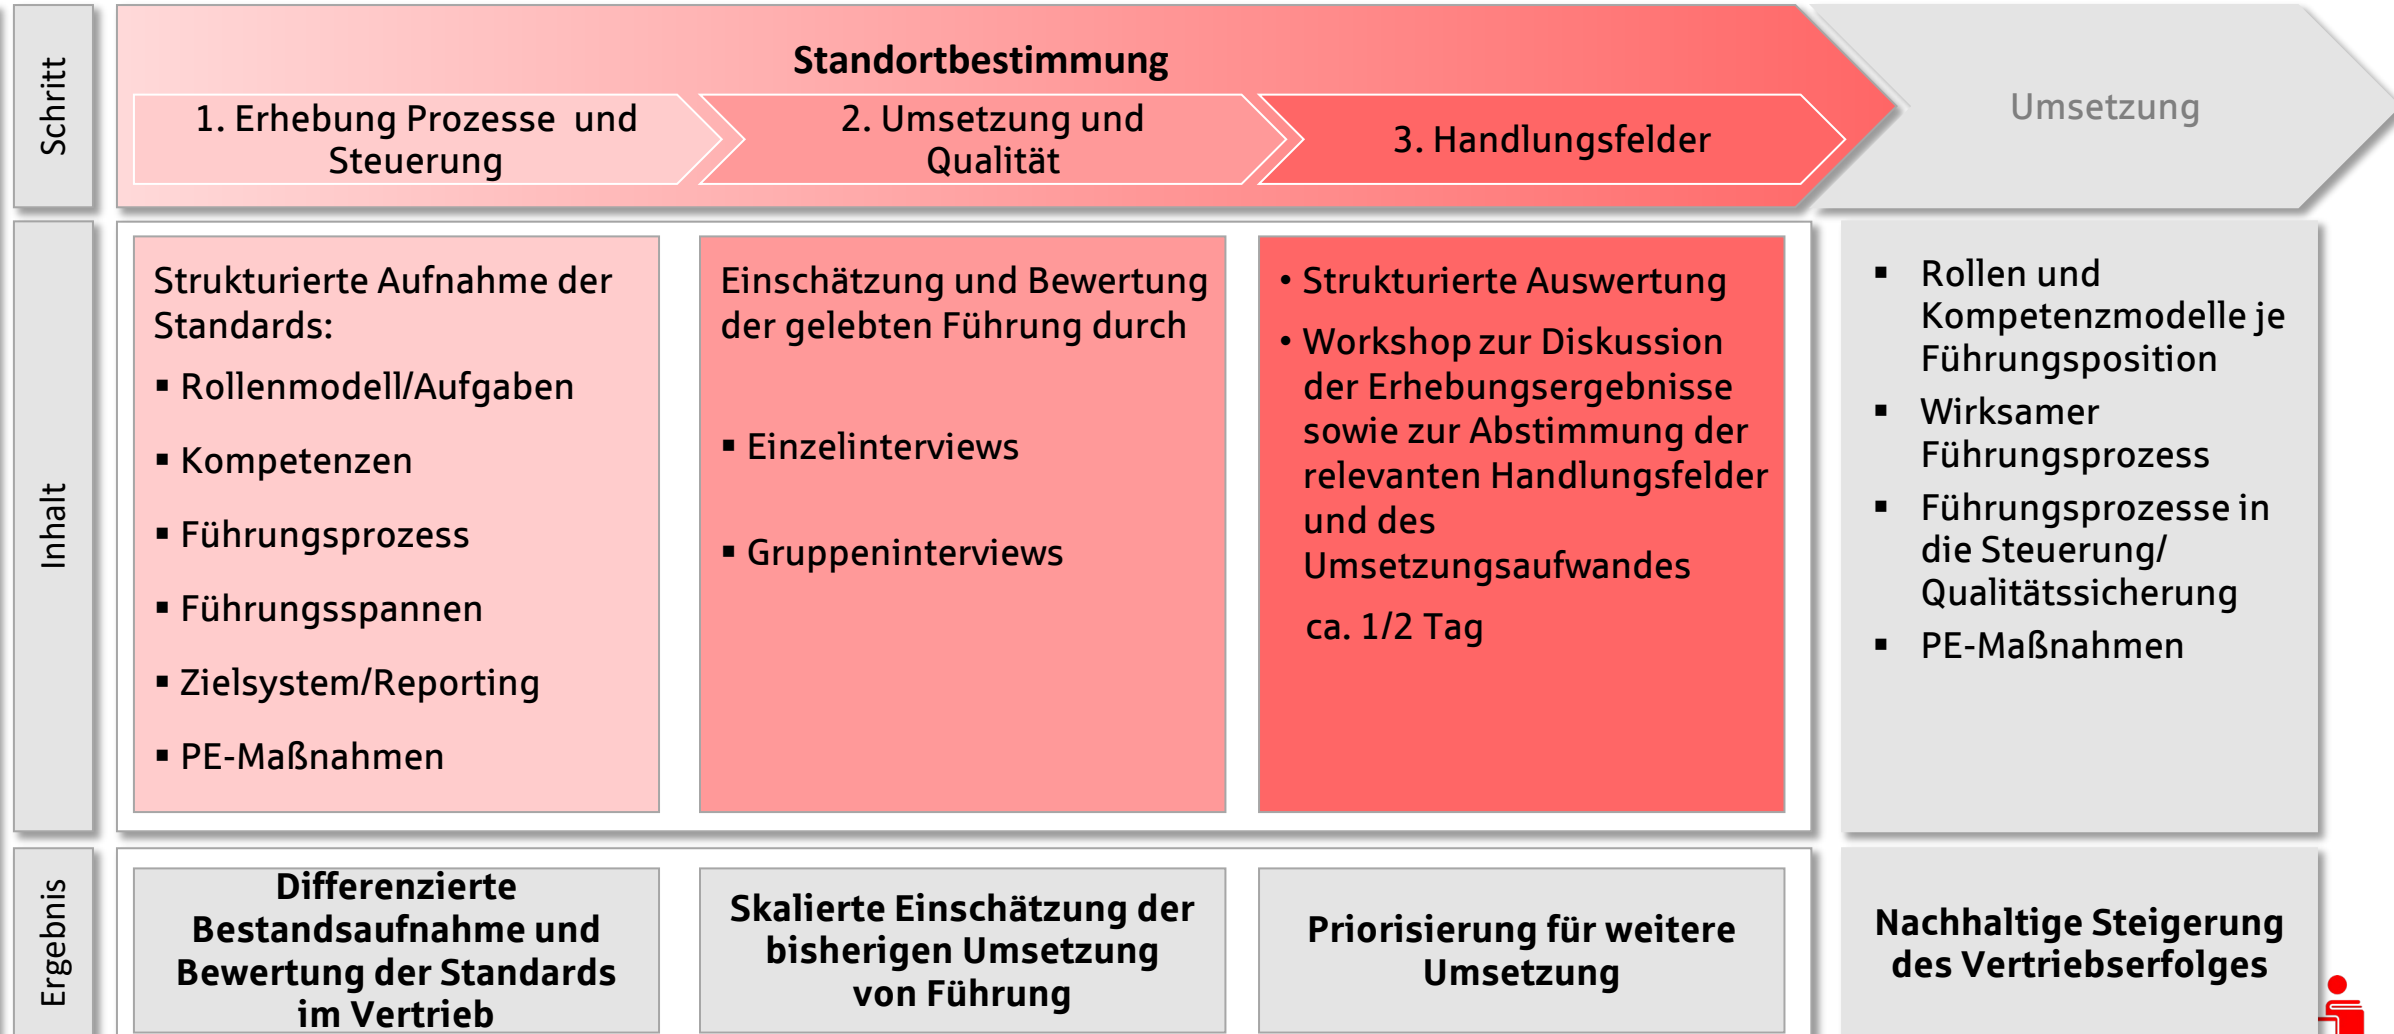 Schritt
Standortbestimmung
1. Erhebung Prozesse und
Steuerung
2. Umsetzung und
Qualität
3. Handlungsfelder
Umsetzung
Inhalt
Strukturierte Aufnahme der
Standards:
▪ Rollenmodell/Aufgaben
▪ Kompetenzen
▪ Führungsprozess
▪ Führungsspannen
▪ Zielsystem/Reporting
▪ PE-Maßnahmen
Einschätzung und Bewertung
der gelebten Führung durch
▪ Einzelinterviews
▪ Gruppeninterviews
• Strukturierte Auswertung
• Workshop zur Diskussion
der Erhebungsergebnisse
sowie zur Abstimmung der
relevanten Handlungsfelder
und des
Umsetzungsaufwandes
ca. 1/2 Tag
▪ Rollen und
Kompetenzmodelle je
Führungsposition
▪ Wirksamer
Führungsprozess
▪ Führungsprozesse in
die Steuerung/
Qualitätssicherung
▪ PE-Maßnahmen
Ergebnis
Differenzierte
Bestandsaufnahme und
Bewertung der Standards
im Vertrieb
Skalierte Einschätzung der
bisherigen Umsetzung
von Führung
Priorisierung für weitere
Umsetzung
Nachhaltige Steigerung
des Vertriebserfolges